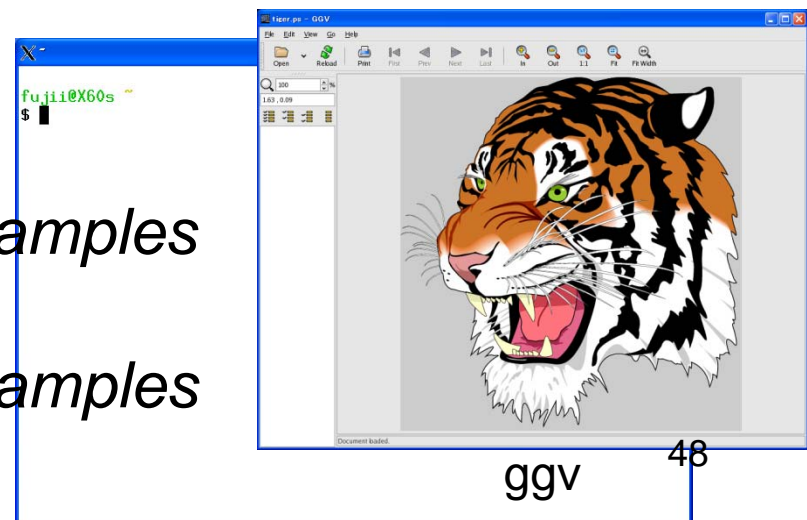 tiger.ps - GGV
File Edit View Go Help
Open Reload Print First Prev Next Last In Out 1:1 Fit Fit Width
100 %
1.63 , 0.09
fujii@X60s ~
$
amples
amples
Document loaded.
ggv
48